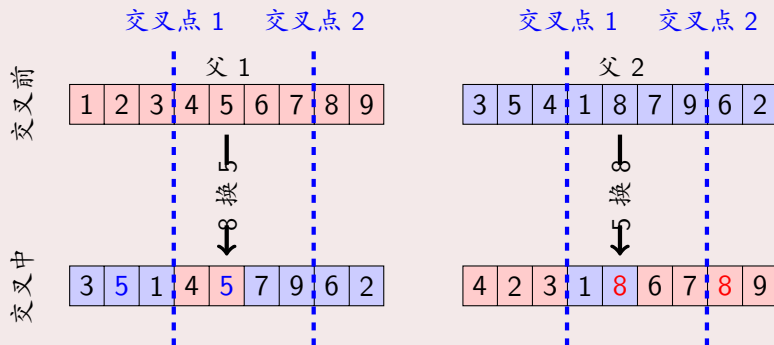 交叉点 1 交叉点 2 交叉点 1 交叉点 2
父 1 父 2
交叉前
1 2 3 4 5 6 7 8 9 3 5 4 1 8 7 9 6 2
8 换 5 5 换 8
交叉中
3 5 1 4 5 7 9 6 2 4 2 3 1 8 6 7 8 9